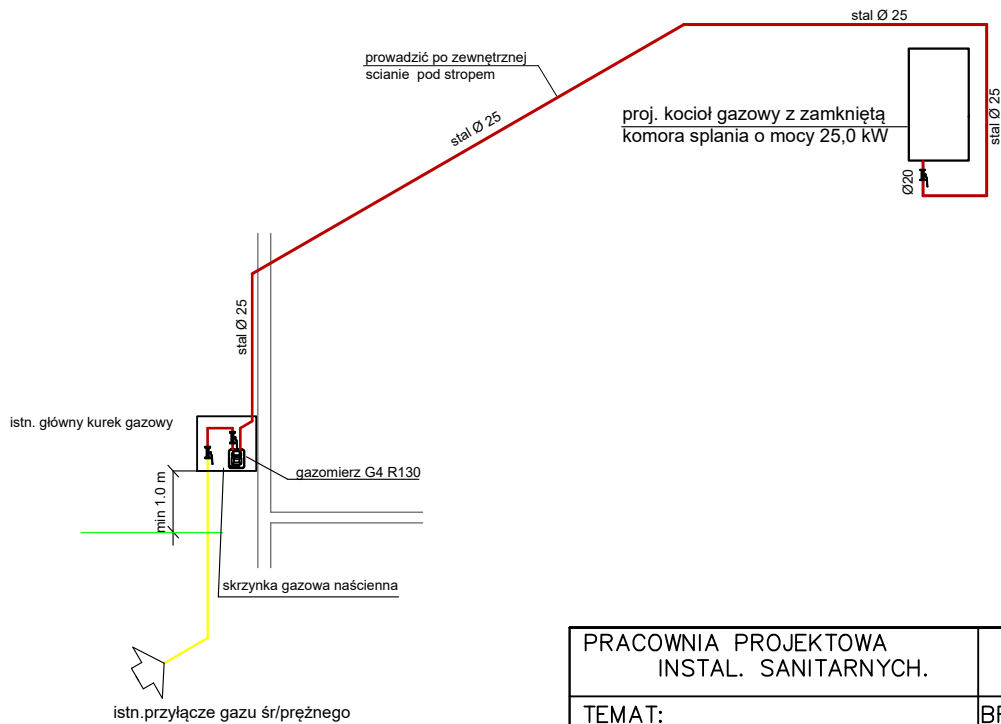 stal Ø 25
prowadzić po zewnętrznej
scianie pod stropem
stal Ø 25
stal Ø 25
proj. kocioł gazowy z zamkniętą
komora splania o mocy 25,0 kW
Ø20
stal Ø 25
istn. główny kurek gazowy
gazomierz G4 R130
min 1.0 m
skrzynka gazowa naścienna
istn.przyłącze gazu śr/prężnego
PRACOWNIA PROJEKTOWA
INSTAL. SANITARNYCH.
TEMAT: